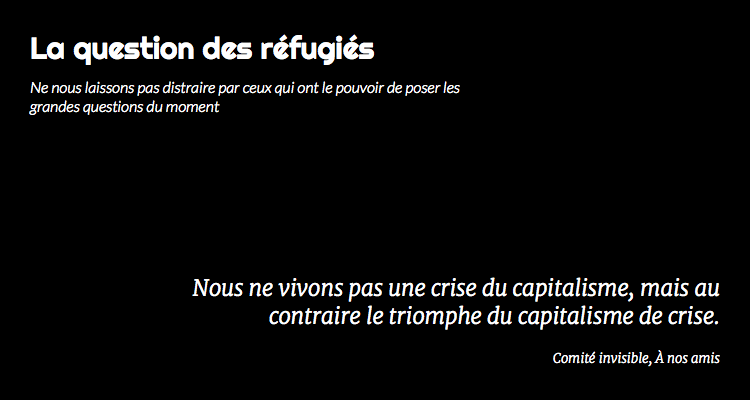 La question des réfugiés
Ne nous laissons pas distraire par ceux qui ont le pouvoir de poser les
grandes questions du moment
Nous ne vivons pas une crise du capitalisme, mais au
contraire le triomphe du capitalisme de crise.
Comité invisible, À nos amis